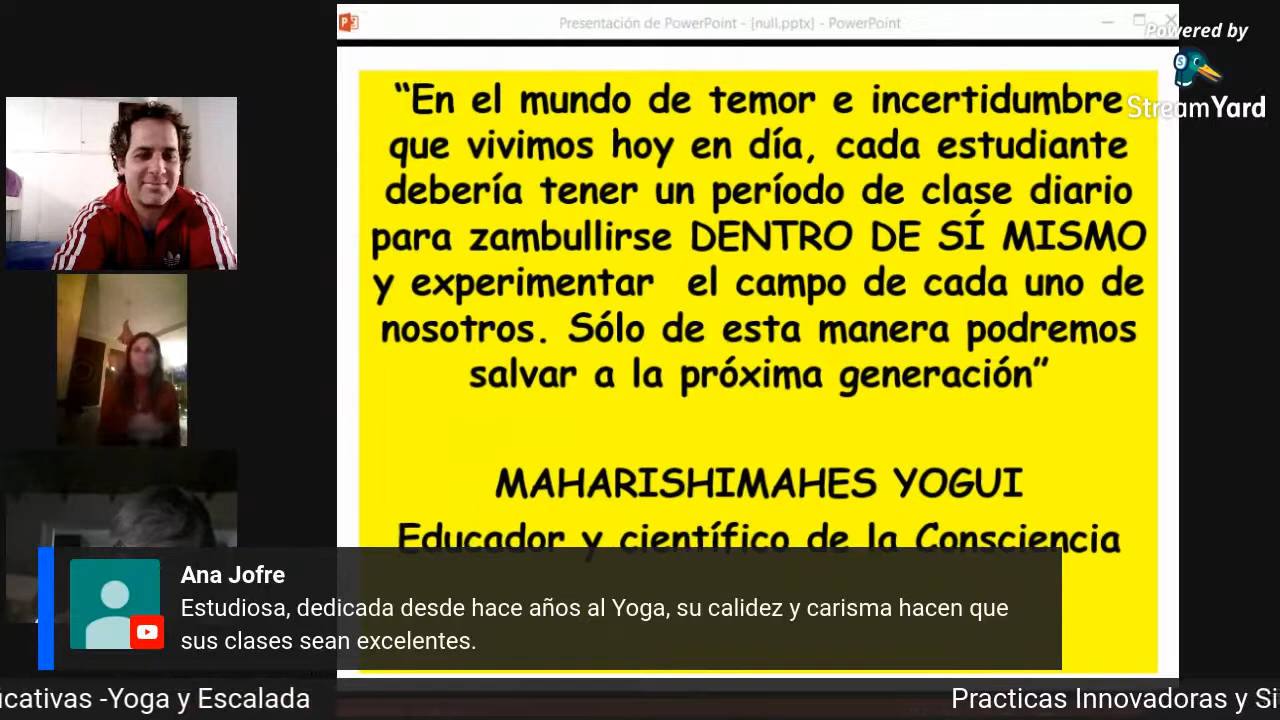 Presentación de PowerPoint - [null.pptx] - PowerPoint
Powered by
StreamYard
“En el mundo de temor e incertidumbre
que vivimos hoy en día, cada estudiante
debería tener un período de clase diario
para zambullirse DENTRO DE SÍ MISMO
y experimentar el campo de cada uno de
nosotros. Sólo de esta manera podremos
salvar a la próxima generación”
MAHARISHIMAHES YOGUI
Educador y científico de la Consciencia
Ana Jofre
Estudiosa, dedicada desde hace años al Yoga, su calidez y carisma hacen que
sus clases sean excelentes.
icativas -Yoga y Escalada
Practicas Innovadoras y Si